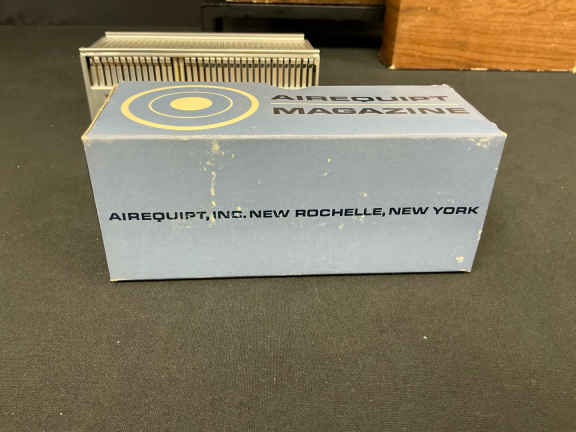 AIREQUIPT
MAGAZINE
AIREQUIPT, INC. NEW ROCHELLE, NEW YORK